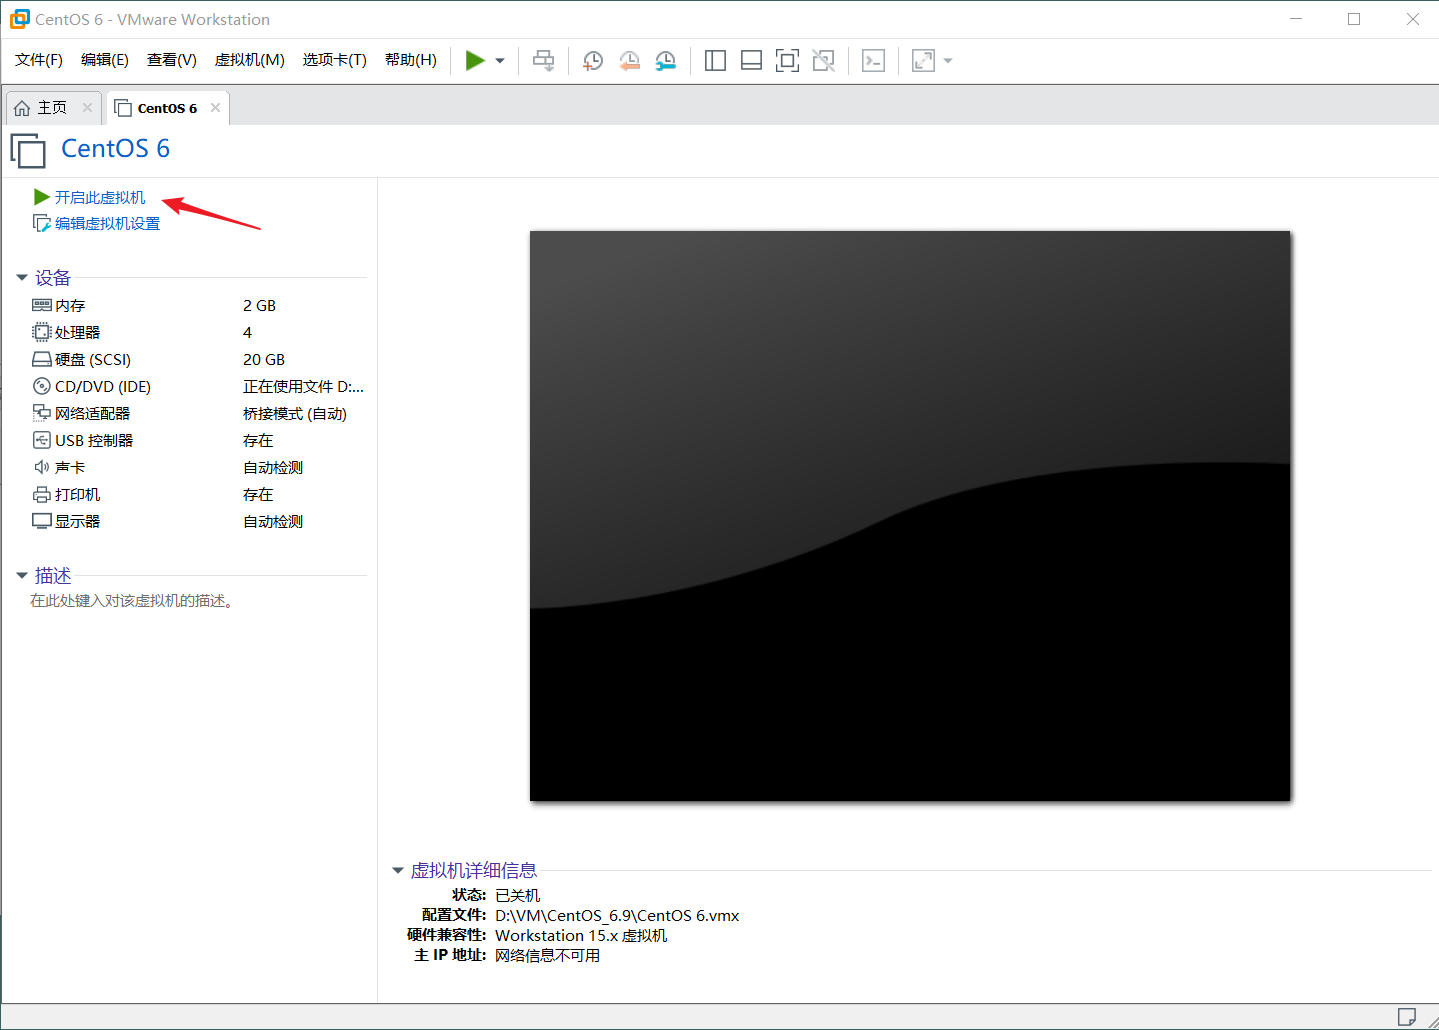 CentOS 6 - VMware Workstation
文件(F) 编辑(E) 查看(V) 虚拟机(M) 选项卡(T) 帮助(H)
主页 CentOS 6
CentOS 6
开启此虚拟机
编辑虚拟机设置
设备
内存 2 GB
处理器 4
硬盘 (SCSI) 20 GB
CD/DVD (IDE) 正在使用文件 D:...
网络适配器 桥接模式 (自动)
USB 控制器 存在
声卡 自动检测
打印机 存在
显示器 自动检测
描述
在此处键入对该虚拟机的描述。
虚拟机详细信息
状态: 已关机
配置文件: D:\VM\CentOS_6.9\CentOS 6.vmx
硬件兼容性: Workstation 15.x 虚拟机
主 IP 地址: 网络信息不可用